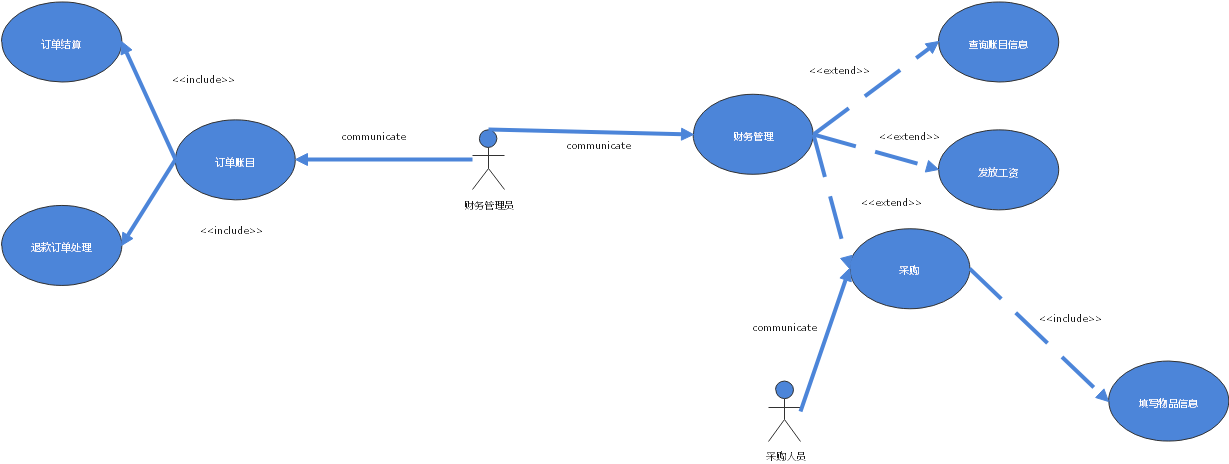 订单结算
查询账目信息
<<extend>>
<<include>>
communicate
财务管理
<<extend>>
communicate
订单账目
发放工资
财务管理员
<<extend>>
<<include>>
退款订单处理
采购
<<include>>
communicate
填写物品信息
采购人员